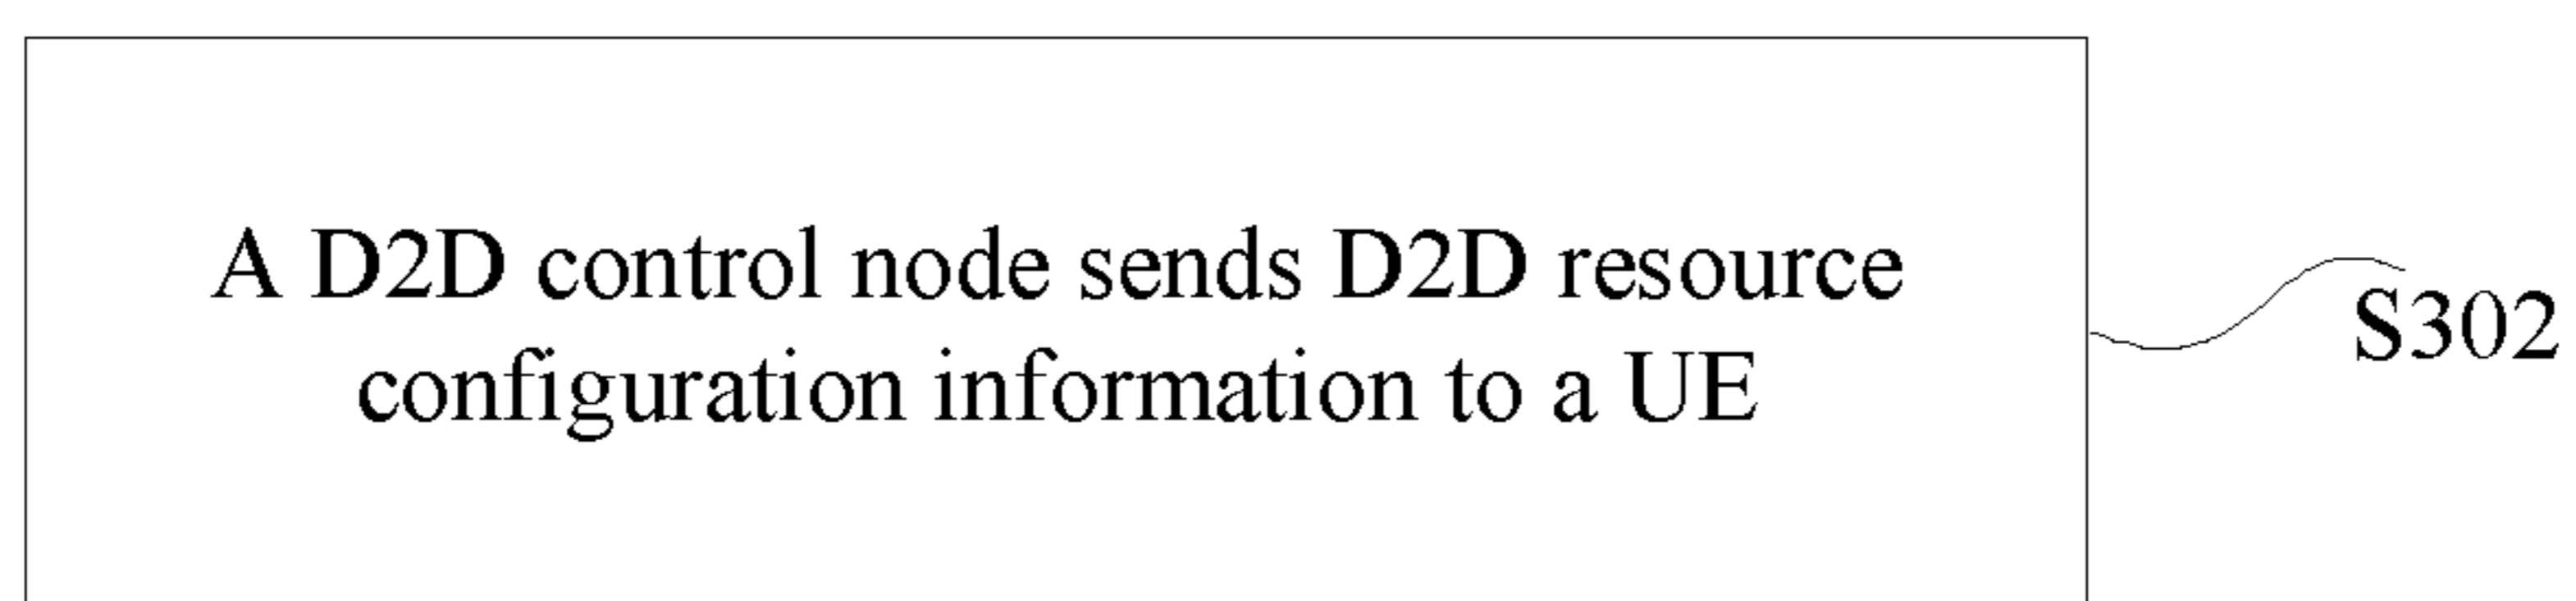 A D2D control node sends D2D resource
configuration information to a UE
S302